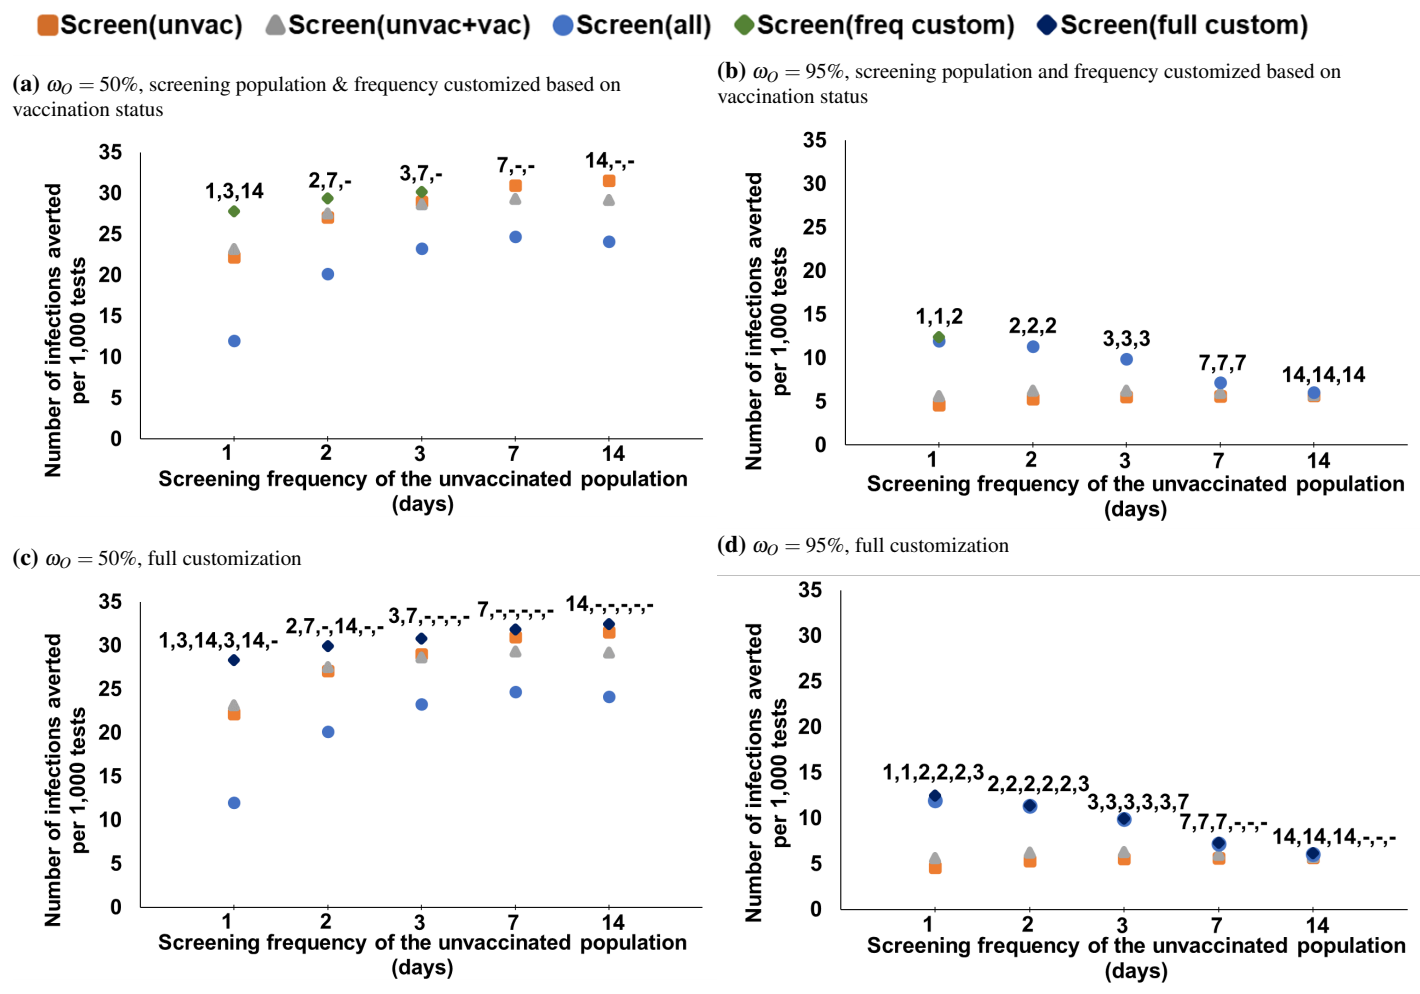 Screen(unvac) Screen(unvac+vac) Screen(all) Screen(freq custom) Screen(full custom)
(a) ω_O = 50%, screening population & frequency customized based on
vaccination status
Number of infections averted
per 1,000 tests
35
30
25
20
15
10
5
0
1,3,14
2,7,-
3,7,-
7,-,-
14,-,-
1 2 3 7 14
Screening frequency of the unvaccinated population
(days)
(b) ω_O = 95%, screening population and frequency customized based on
vaccination status
Number of infections averted
per 1,000 tests
35
30
25
20
15
10
5
0
1,1,2
2,2,2
3,3,3
7,7,7
14,14,14
1 2 3 7 14
Screening frequency of the unvaccinated population
(days)
(c) ω_O = 50%, full customization
Number of infections averted
per 1,000 tests
35
30
25
20
15
10
5
0
1,3,14,3,14,-
2,7,-,14,-,-
3,7,-,-,-,-
7,-,-,-,-,-
14,-,-,-,-,-
1 2 3 7 14
Screening frequency of the unvaccinated population
(days)
(d) ω_O = 95%, full customization
Number of infections averted
per 1,000 tests
35
30
25
20
15
10
5
0
1,1,2,2,2,3
2,2,2,2,2,3
3,3,3,3,3,7
7,7,7,-,-,-
14,14,14,-,-,-
1 2 3 7 14
Screening frequency of the unvaccinated population
(days)